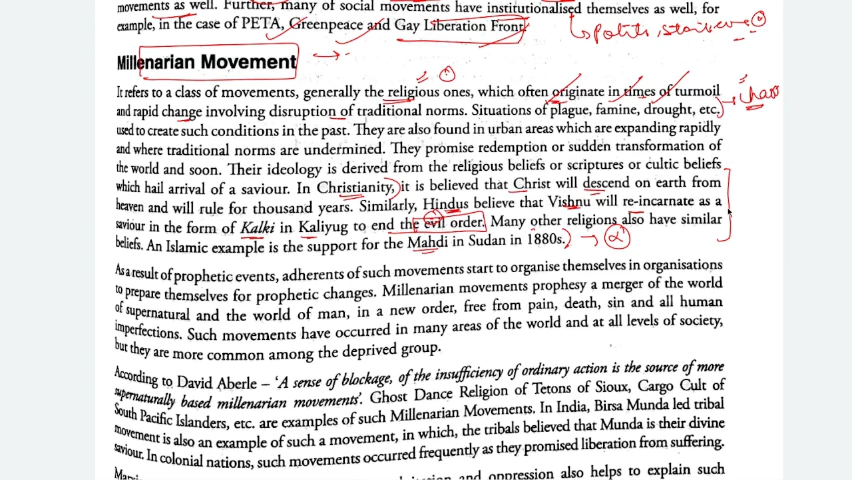 movements as well. Further, many of social movements have institutionalised themselves as well, for
example, in the case of PETA, Greenpeace and Gay Liberation Front.
Millenarian Movement
It refers to a class of movements, generally the religious ones, which often originate in times of turmoil
and rapid change involving disruption of traditional norms. Situations of plague, famine, drought, etc.,
chaos
used to create such conditions in the past. They are also found in urban areas which are expanding rapidly
and where traditional norms are undermined. They promise redemption or sudden transformation of
the world and soon. Their ideology is derived from the religious beliefs or scriptures or cultic beliefs
which hail arrival of a saviour. In Christianity, it is believed that Christ will descend on earth from
heaven and will rule for thousand years. Similarly, Hindus believe that Vishnu will re-incarnate as a
saviour in the form of Kalki in Kaliyug to end the evil order. Many other religions also have similar
beliefs. An Islamic example is the support for the Mahdi in Sudan in 1880s.
As a result of prophetic events, adherents of such movements start to organise themselves in organisations
to prepare themselves for prophetic changes. Millenarian movements prophesy a merger of the world
of supernatural and the world of man, in a new order, free from pain, death, sin and all human
imperfections. Such movements have occurred in many areas of the world and at all levels of society,
but they are more common among the deprived group.
According to David Aberle – 'A sense of blockage, of the insufficiency of ordinary action is the source of more
supernaturally based millenarian movements'. Ghost Dance Religion of Tetons of Sioux, Cargo Cult of
South Pacific Islanders, etc. are examples of such Millenarian Movements. In India, Birsa Munda led tribal
movement is also an example of such a movement, in which, the tribals believed that Munda is their divine
saviour. In colonial nations, such movements occurred frequently as they promised liberation from suffering.
and oppression also helps to explain such